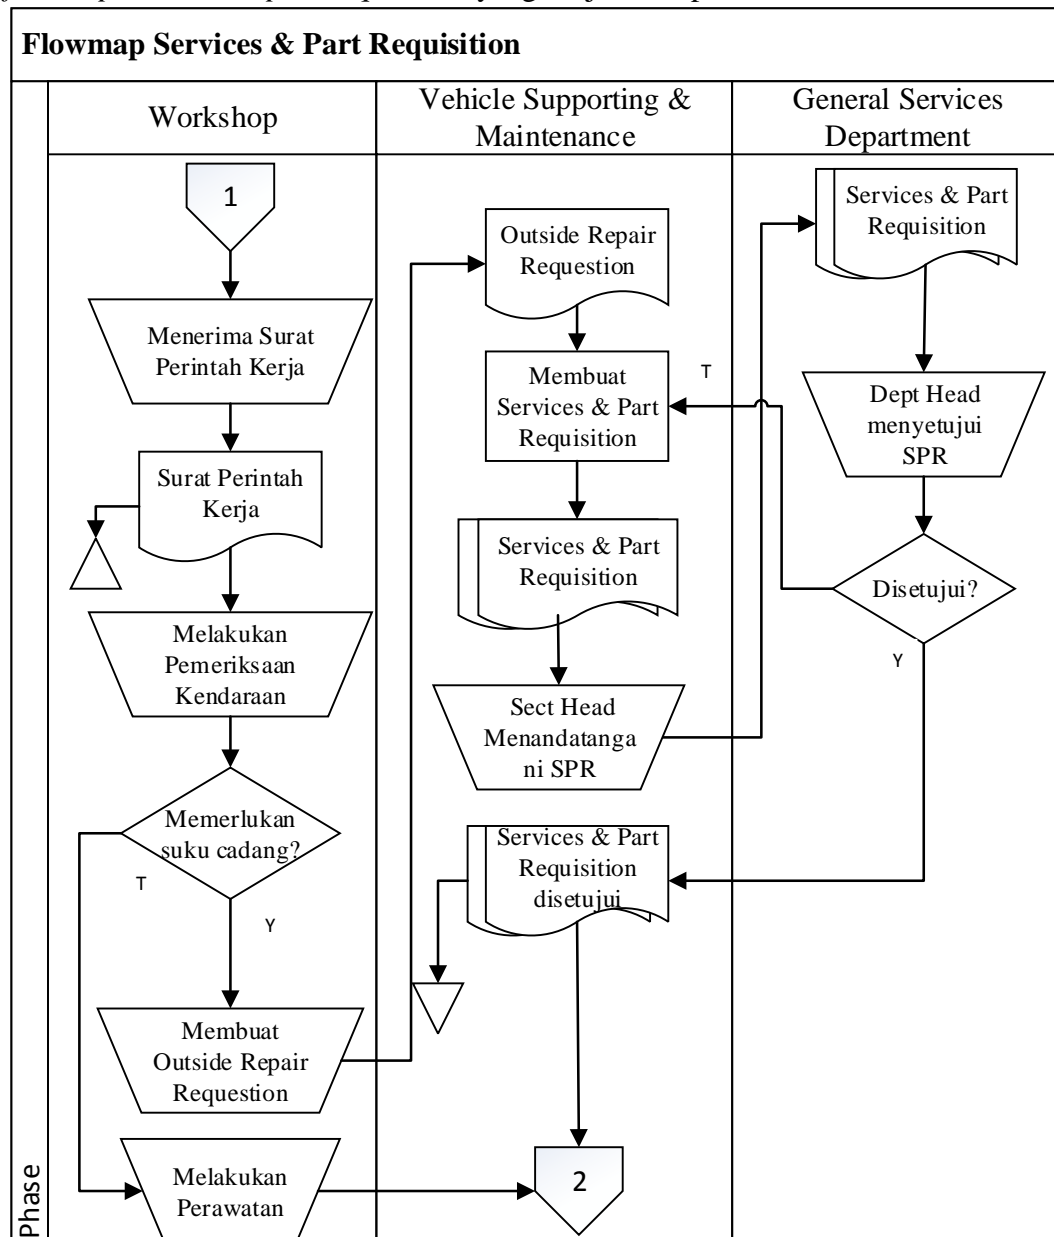 Flowmap Services & Part Requisition
Workshop
Vehicle Supporting &
Maintenance
General Services
Department
1
Menerima Surat
Perintah Kerja
Surat Perintah
Kerja
Melakukan
Pemeriksaan
Kendaraan
Memerlukan
suku cadang?
T
Y
Membuat
Outside Repair
Requestion
Melakukan
Perawatan
Outside Repair
Requestion
Membuat
Services & Part
Requisition
T
Services & Part
Requisition
Sect Head
Menandatanga
ni SPR
Services & Part
Requisition
disetujui
2
Services & Part
Requisition
Dept Head
menyetujui
SPR
Disetujui?
Y
Phase